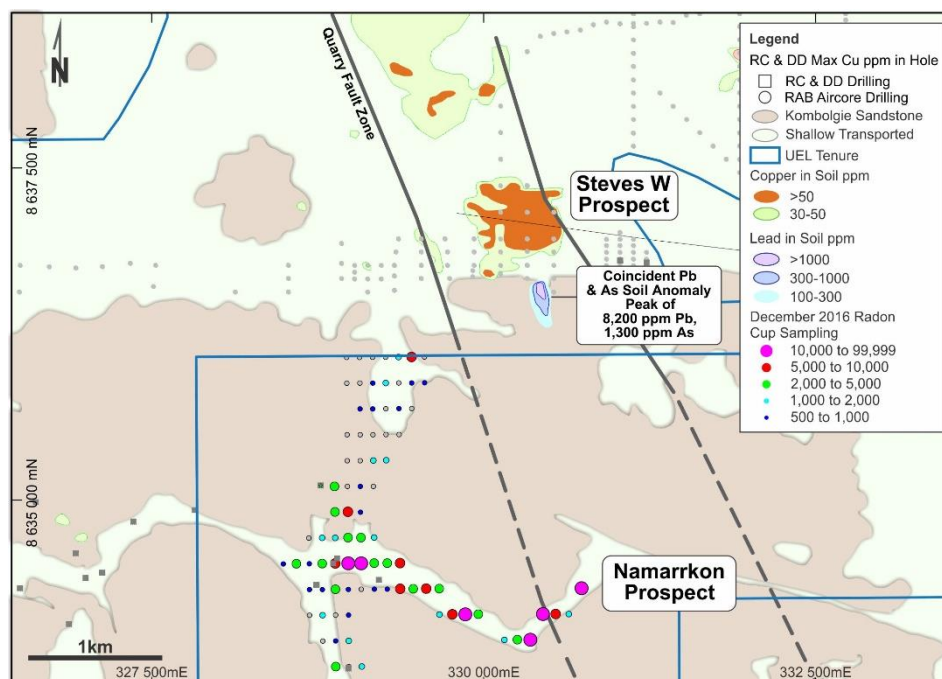 N
Quarry Fault Zone
8 637 500 mN
8 635 000 mN
Steves W
Prospect
Coincident Pb
& As Soil Anomaly
Peak of
8,200 ppm Pb,
1,300 ppm As
Namarrkon
Prospect
1km
327 500mE
330 000mE
332 500mE
Legend
RC & DD Max Cu ppm in Hole
RC & DD Drilling
RAB Aircore Drilling
Kombolgie Sandstone
Shallow Transported
UEL Tenure
Copper in Soil ppm
>50
30-50
Lead in Soil ppm
>1000
300-1000
100-300
December 2016 Radon
Cup Sampling
10,000 to 99,999
5,000 to 10,000
2,000 to 5,000
1,000 to 2,000
500 to 1,000